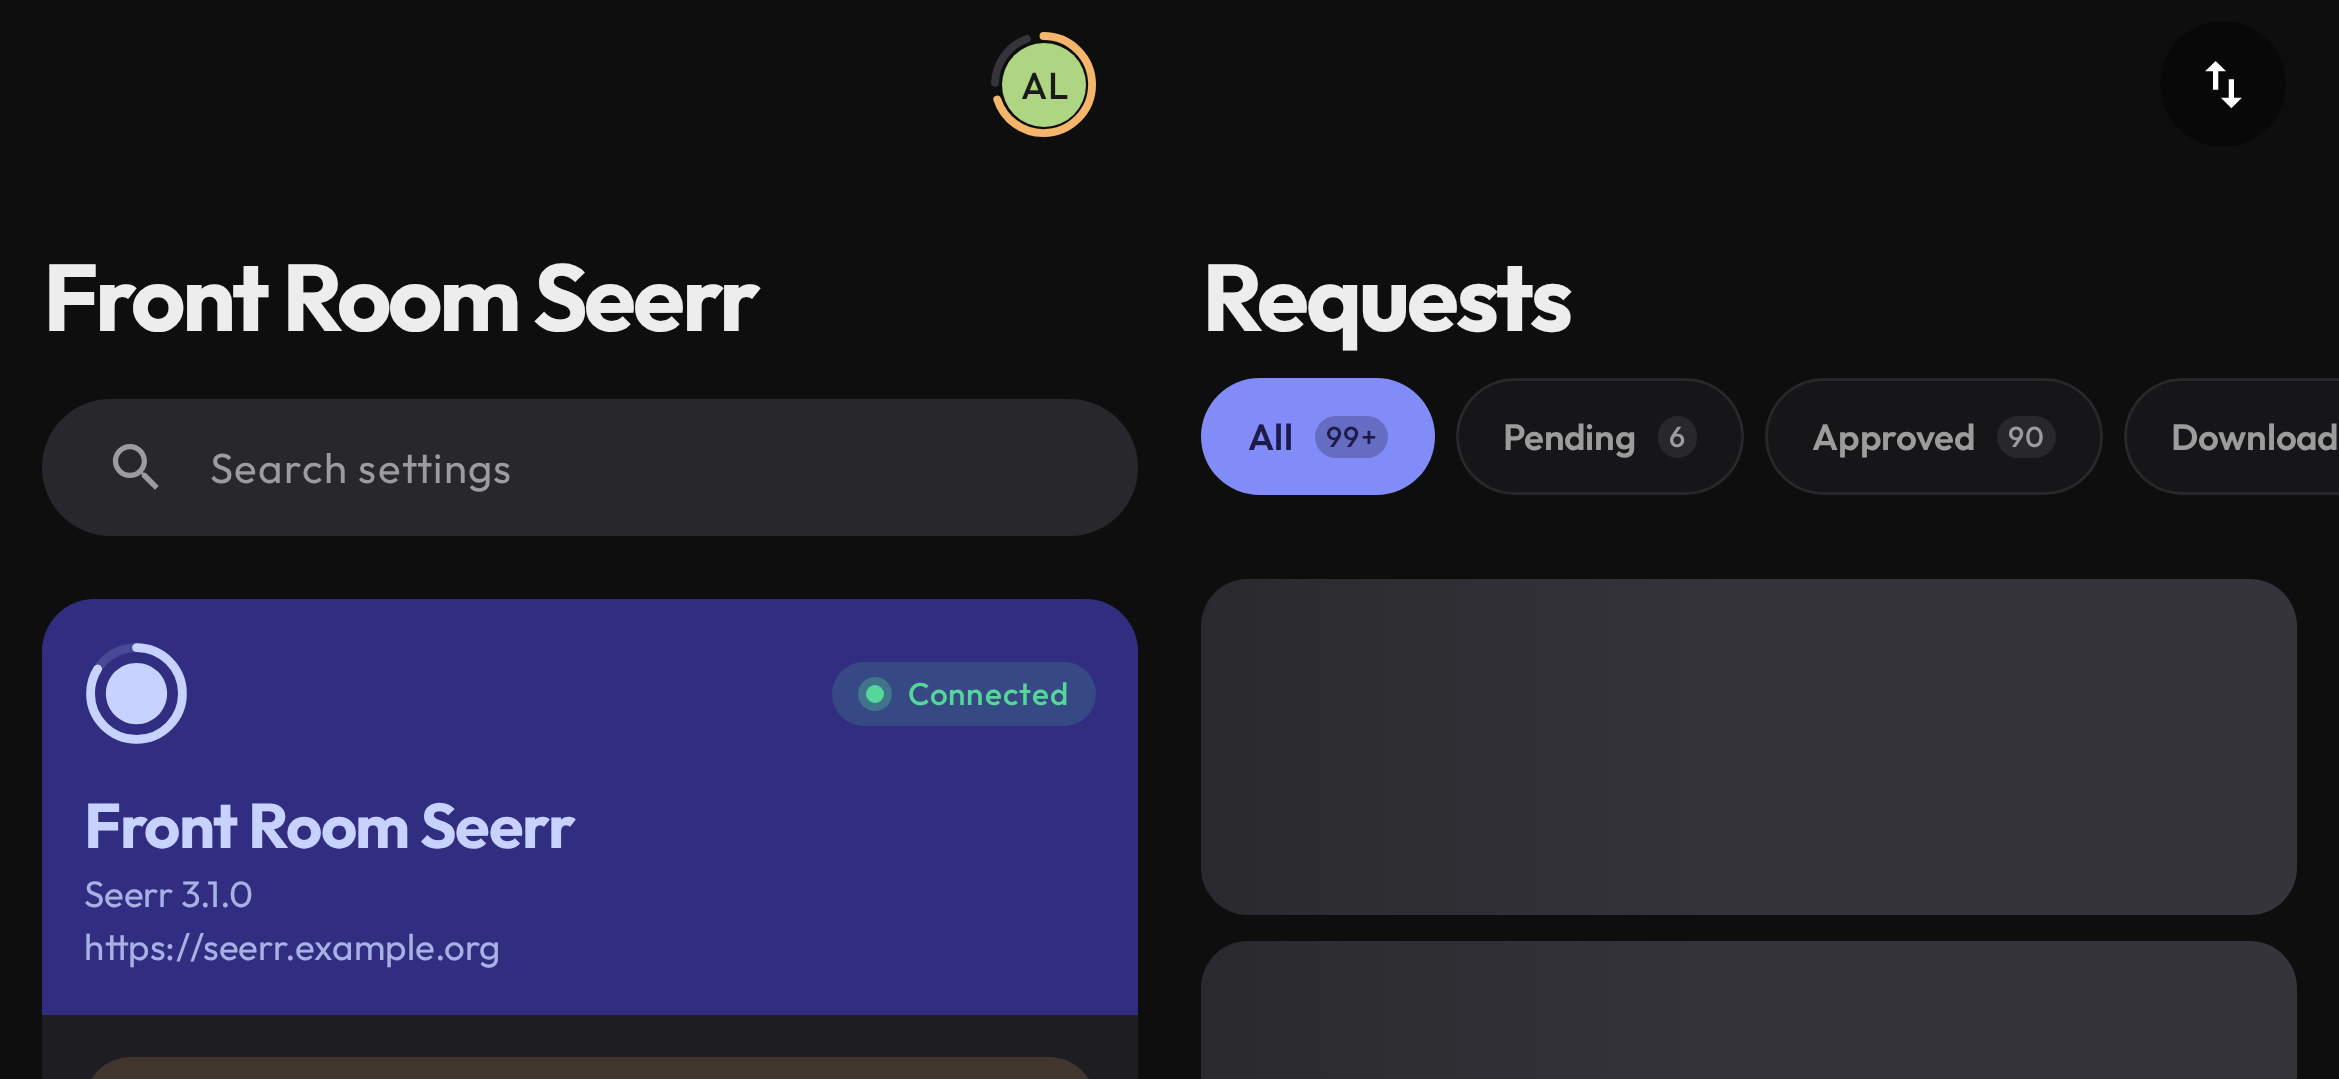 AL
Front Room Seerr
Search settings
Connected
Front Room Seerr
Seerr 3.1.0
https://seerr.example.org
Requests
All 99+
Pending 6
Approved 90
Download